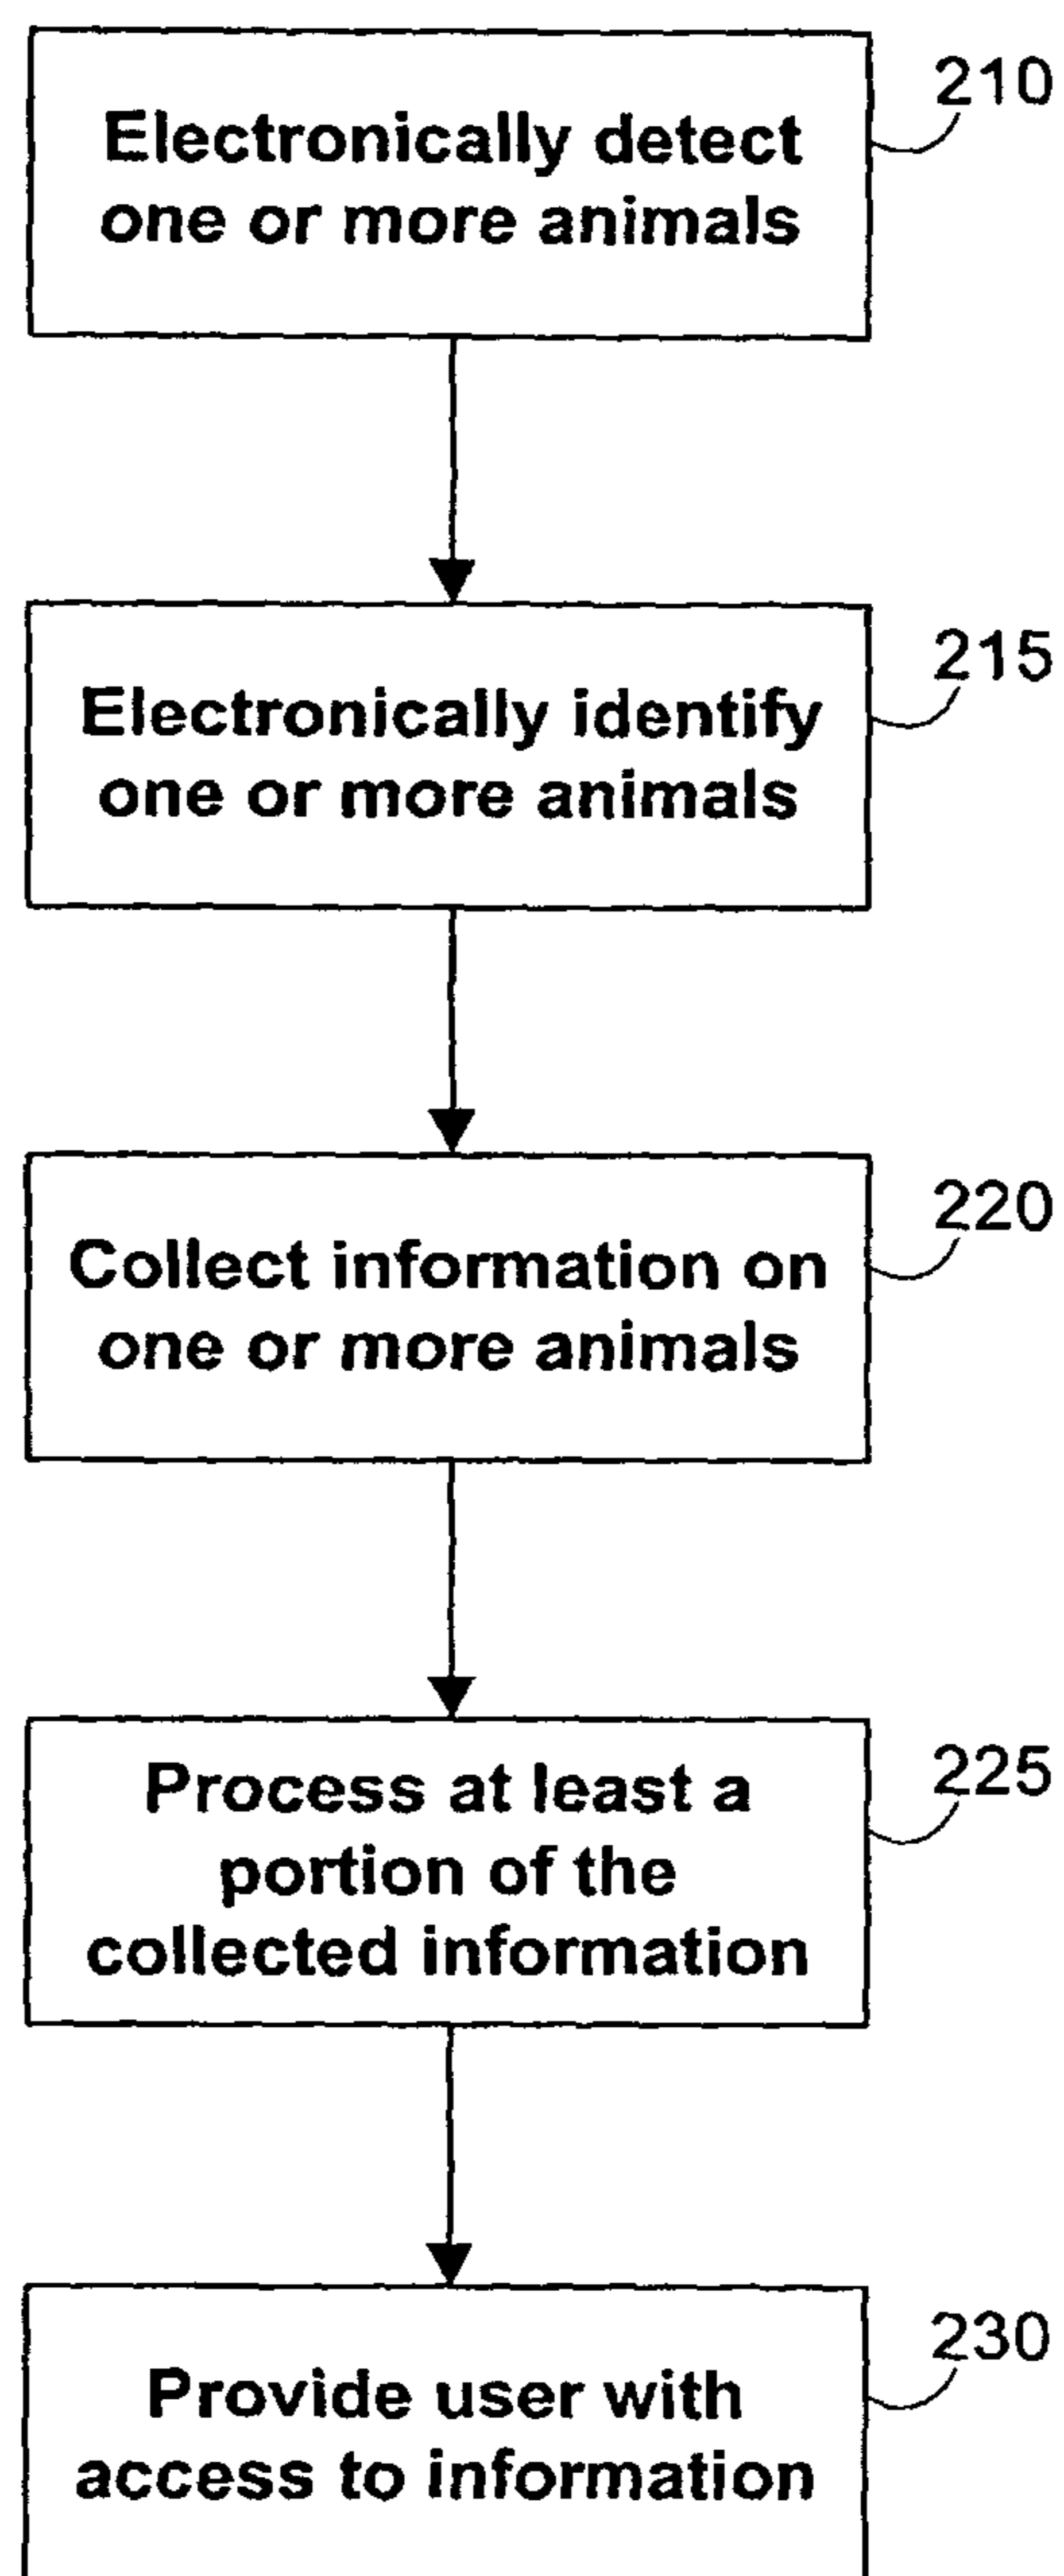 Electronically detect
one or more animals
210
Electronically identify
one or more animals
215
Collect information on
one or more animals
220
Process at least a
portion of the
collected information
225
Provide user with
access to information
230